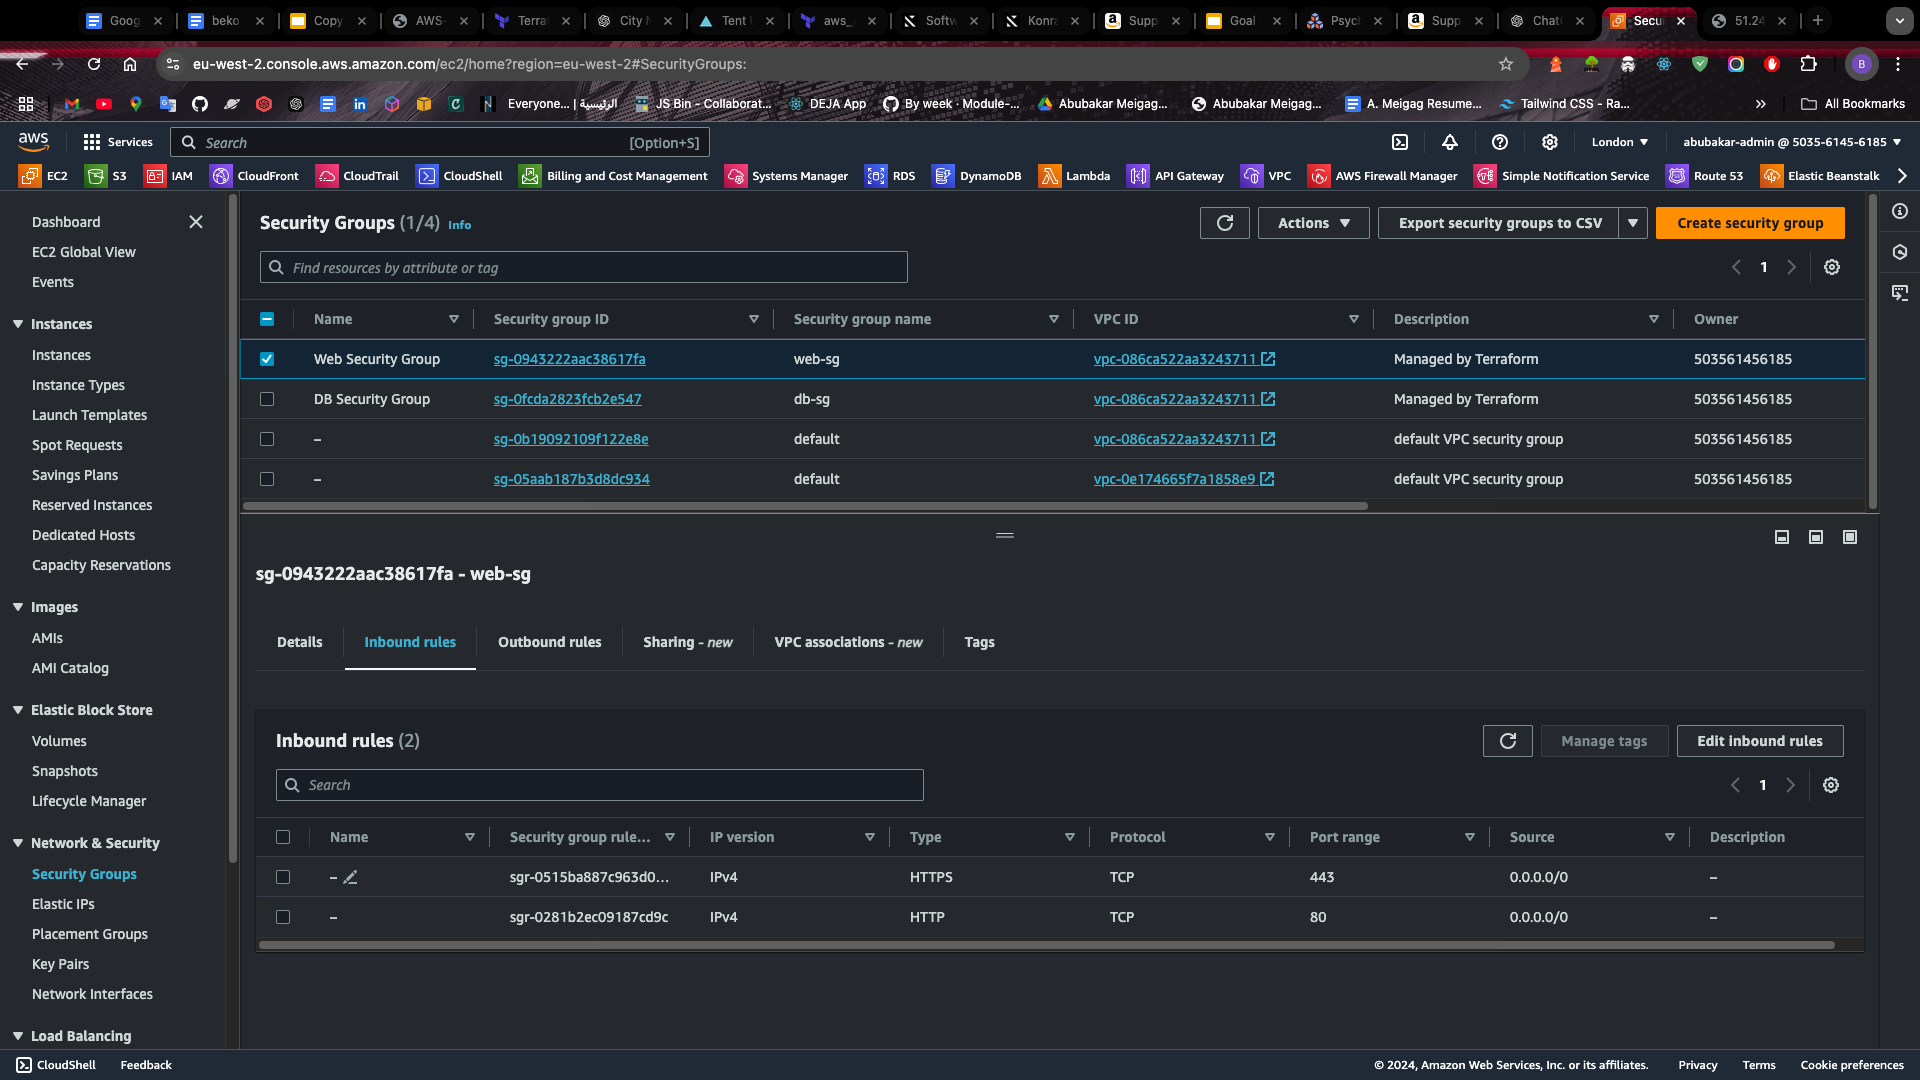 Goog
beko
Copy
AWS-
Terra
City N
Tent U
aws_
Softw
Konra
Supp
Goal
Psych
Supp
Chat
Secu
51.24
eu-west-2.console.aws.amazon.com/ec2/home?region=eu-west-2#SecurityGroups:
B
Everyone... | الرئيسية
JS Bin - Collaborat...
DEJA App
By week · Module-...
Abubakar Meigag...
Abubakar Meigag...
A. Meigag Resume...
Tailwind CSS - Ra...
All Bookmarks
aws
Services
Search
[Option+S]
London
abubakar-admin @ 5035-6145-6185
EC2
S3
IAM
CloudFront
CloudTrail
CloudShell
Billing and Cost Management
Systems Manager
RDS
DynamoDB
Lambda
API Gateway
VPC
AWS Firewall Manager
Simple Notification Service
Route 53
Elastic Beanstalk
Dashboard
EC2 Global View
Events
Instances
Instances
Instance Types
Launch Templates
Spot Requests
Savings Plans
Reserved Instances
Dedicated Hosts
Capacity Reservations
Images
AMIs
AMI Catalog
Elastic Block Store
Volumes
Snapshots
Lifecycle Manager
Network & Security
Security Groups
Elastic IPs
Placement Groups
Key Pairs
Network Interfaces
Load Balancing
Security Groups (1/4) Info
Actions
Export security groups to CSV
Create security group
Find resources by attribute or tag
1
Name Security group ID Security group name VPC ID Description Owner
Web Security Group sg-0943222aac38617fa web-sg vpc-086ca522aa3243711 Managed by Terraform 503561456185
DB Security Group sg-0fcda2823fcb2e547 db-sg vpc-086ca522aa3243711 Managed by Terraform 503561456185
– sg-0b19092109f122e8e default vpc-086ca522aa3243711 default VPC security group 503561456185
– sg-05aab187b3d8dc934 default vpc-0e174665f7a1858e9 default VPC security group 503561456185
sg-0943222aac38617fa - web-sg
Details
Inbound rules
Outbound rules
Sharing - new
VPC associations - new
Tags
Inbound rules (2)
Manage tags
Edit inbound rules
Search
1
Name Security group rule... IP version Type Protocol Port range Source Description
– sgr-0515ba887c963d0... IPv4 HTTPS TCP 443 0.0.0.0/0 –
– sgr-0281b2ec09187cd9c IPv4 HTTP TCP 80 0.0.0.0/0 –
CloudShell
Feedback
© 2024, Amazon Web Services, Inc. or its affiliates.
Privacy
Terms
Cookie preferences